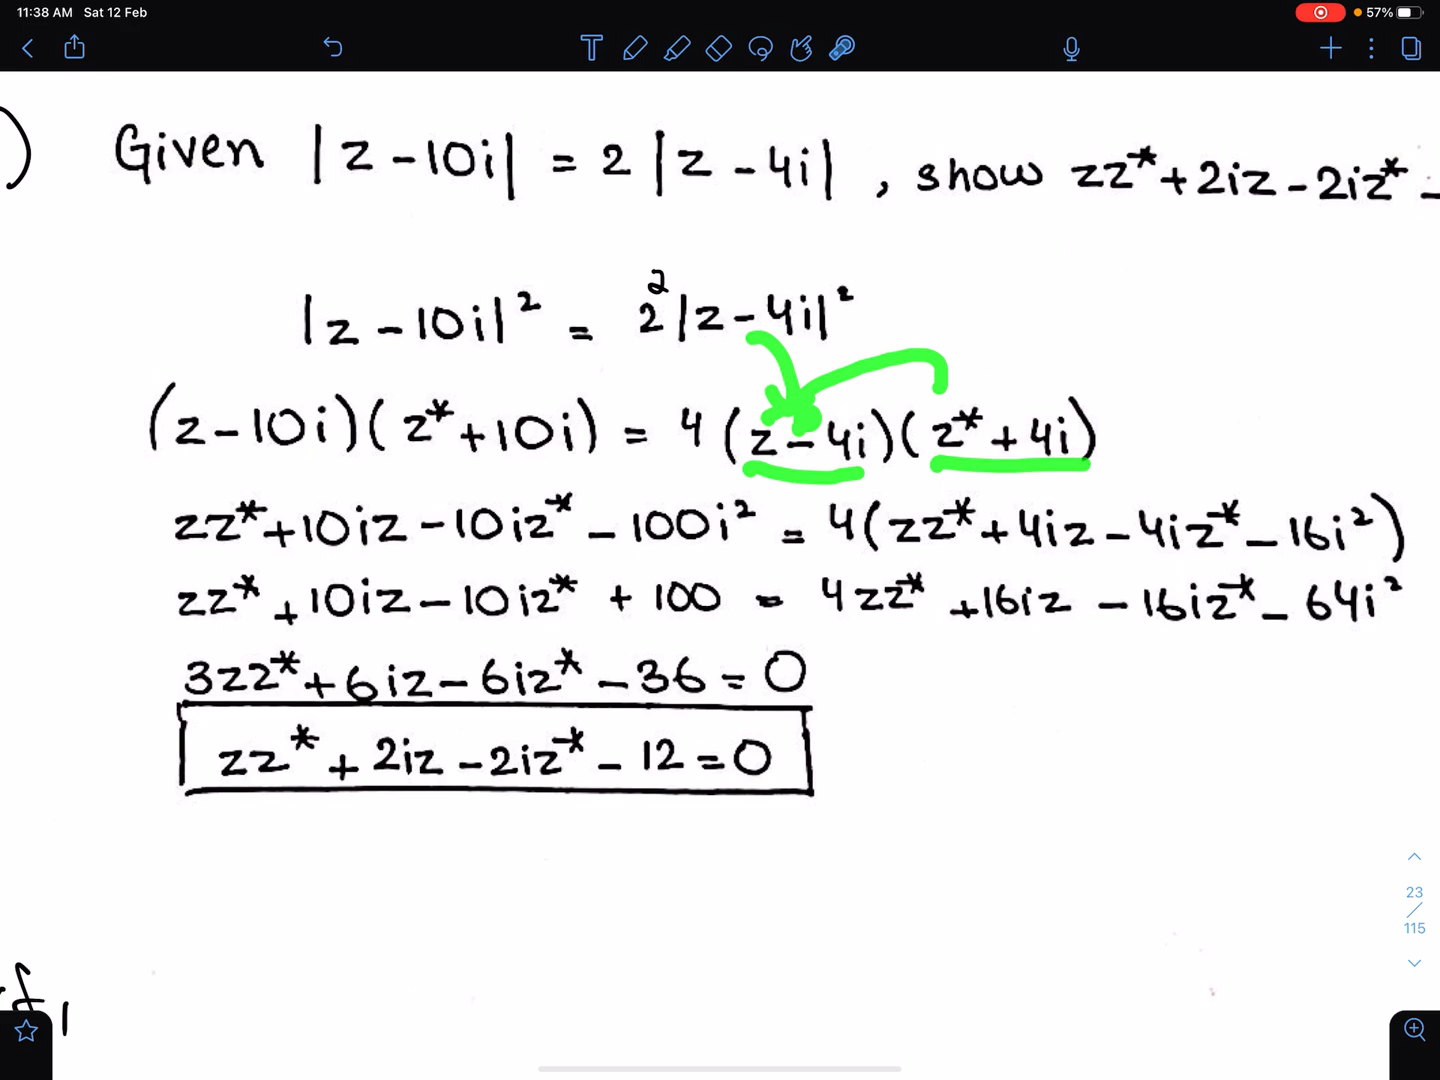 11:38 AM Sat 12 Feb
57%
) Given |z - 10i| = 2 |z - 4i| , show zz* + 2iz - 2iz* -
|z - 10i|² = 2² |z - 4i|²
(z - 10i)(z* + 10i) = 4 (z - 4i)(z* + 4i)
zz* + 10iz - 10iz* - 100i² = 4(zz* + 4iz - 4iz* - 16i²)
zz* + 10iz - 10iz* + 100 = 4zz* + 16iz - 16iz* - 64i²
3zz* + 6iz - 6iz* - 36 = 0
zz* + 2iz - 2iz* - 12 = 0
23
/
115